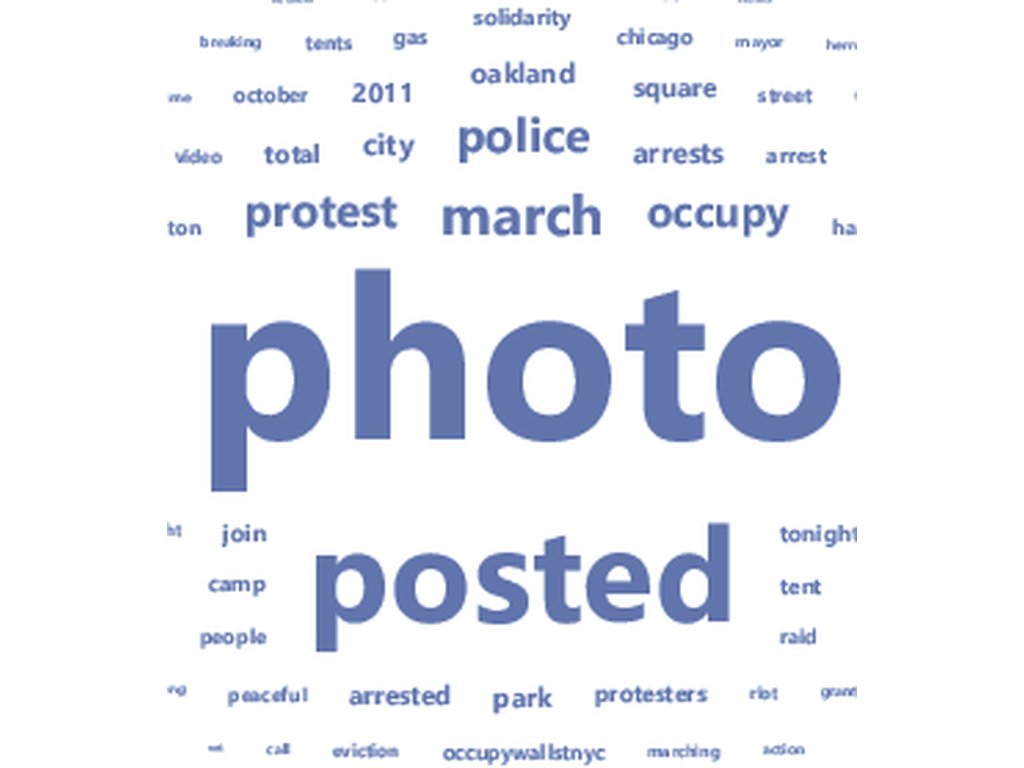 solidarity
breaking tents gas chicago mayor
oakland
october 2011 square street
police
video total city arrests arrest
protest march occupy
photo
join tonight
posted
camp tent
people raid
peaceful arrested park protesters riot
call eviction occupywallstnyc marching action